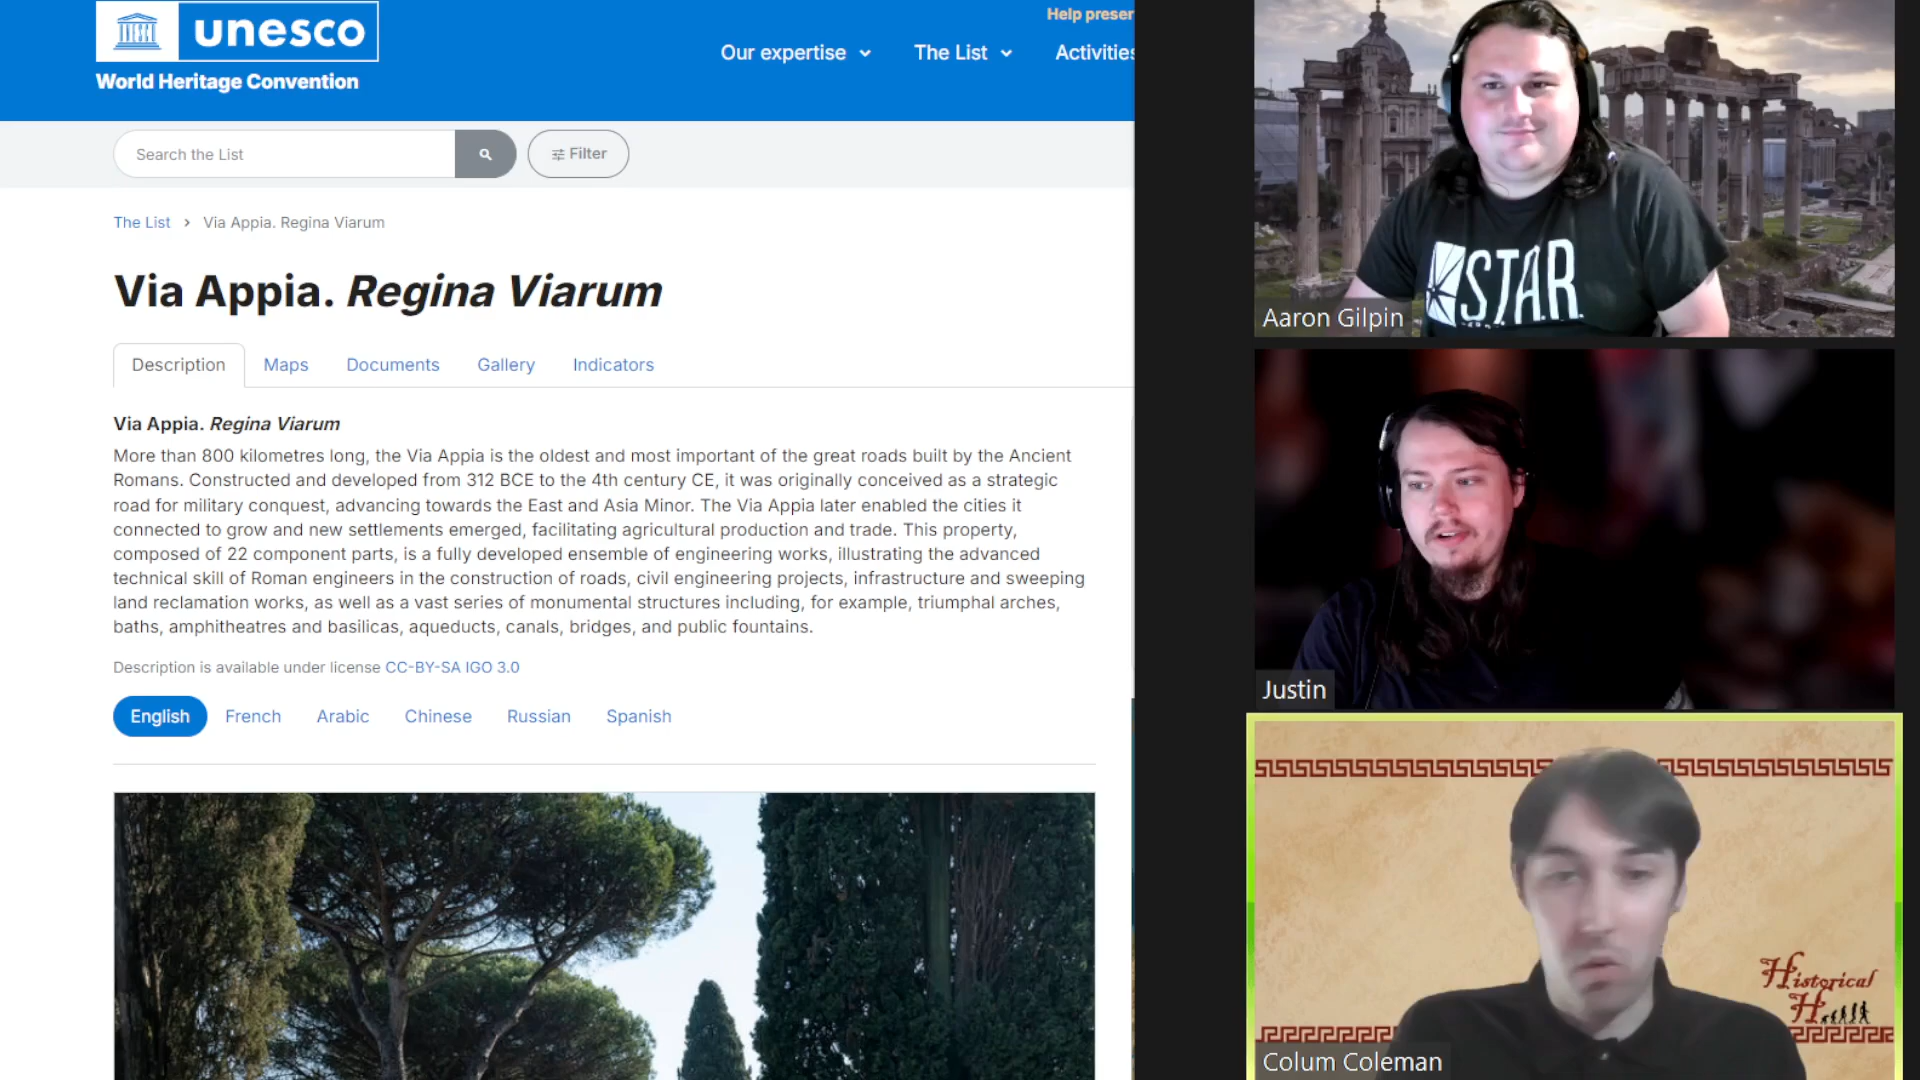 unesco
World Heritage Convention
Help preser
Our expertise
The List
Activities
Search the List
Filter
The List › Via Appia. Regina Viarum
Via Appia. Regina Viarum
Description
Maps
Documents
Gallery
Indicators
Via Appia. Regina Viarum
More than 800 kilometres long, the Via Appia is the oldest and most important of the great roads built by the Ancient
Romans. Constructed and developed from 312 BCE to the 4th century CE, it was originally conceived as a strategic
road for military conquest, advancing towards the East and Asia Minor. The Via Appia later enabled the cities it
connected to grow and new settlements emerged, facilitating agricultural production and trade. This property,
composed of 22 component parts, is a fully developed ensemble of engineering works, illustrating the advanced
technical skill of Roman engineers in the construction of roads, civil engineering projects, infrastructure and sweeping
land reclamation works, as well as a vast series of monumental structures including, for example, triumphal arches,
baths, amphitheatres and basilicas, aqueducts, canals, bridges, and public fountains.
Description is available under license CC-BY-SA IGO 3.0
English
French
Arabic
Chinese
Russian
Spanish
S.T.A.R.
Aaron Gilpin
Justin
Historical
Colum Coleman